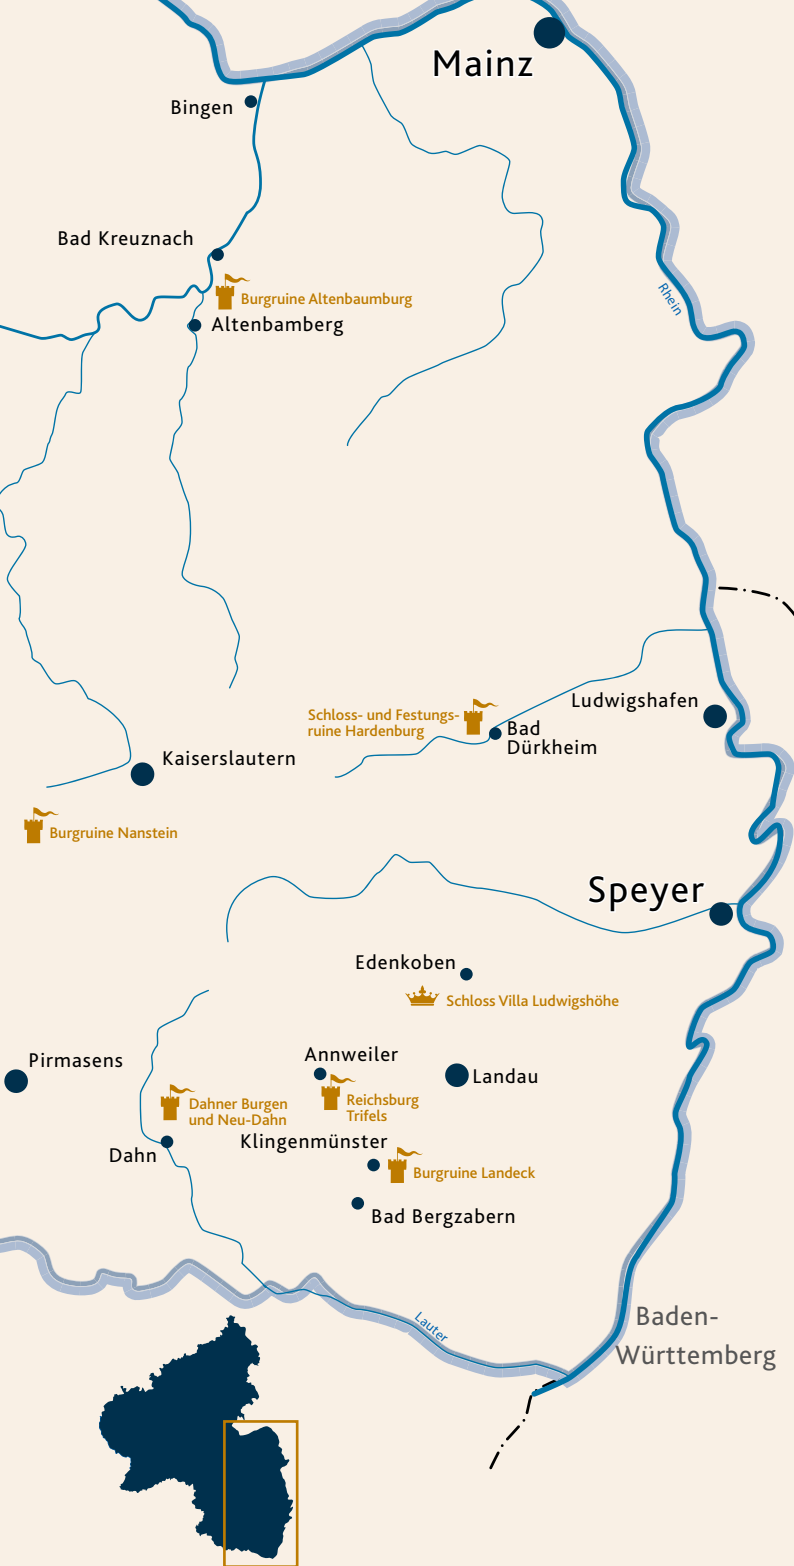 Mainz
Bingen
Bad Kreuznach
Rhein
Burgruine Altenbaumburg
Altenbamberg
Ludwigshafen
Schloss- und Festungs-
ruine Hardenburg
Bad
Dürkheim
Kaiserslautern
Burgruine Nanstein
Speyer
Edenkoben
Schloss Villa Ludwigshöhe
Annweiler
Pirmasens
Landau
Reichsburg
Trifels
Dahner Burgen
und Neu-Dahn
Klingenmünster
Dahn
Burgruine Landeck
Bad Bergzabern
Lauter
Baden-
Württemberg